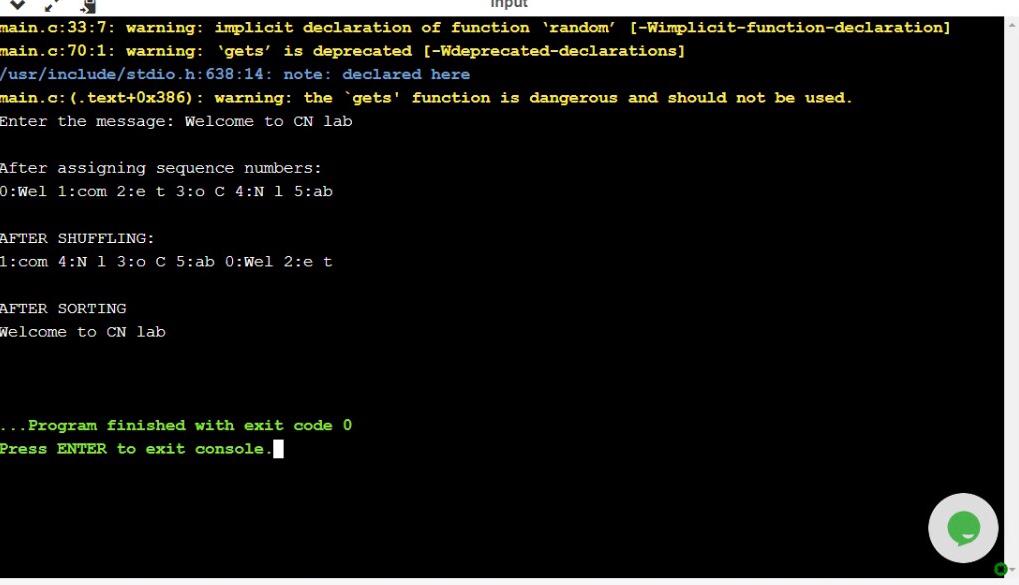 input
main.c:33:7: warning: implicit declaration of function ‘random’ [-Wimplicit-function-declaration]
main.c:70:1: warning: ‘gets’ is deprecated [-Wdeprecated-declarations]
/usr/include/stdio.h:638:14: note: declared here
main.c:(.text+0x386): warning: the `gets' function is dangerous and should not be used.
Enter the message: Welcome to CN lab
After assigning sequence numbers:
0:Wel 1:com 2:e t 3:o C 4:N l 5:ab
AFTER SHUFFLING:
1:com 4:N l 3:o C 5:ab 0:Wel 2:e t
AFTER SORTING
Welcome to CN lab
...Program finished with exit code 0
Press ENTER to exit console.